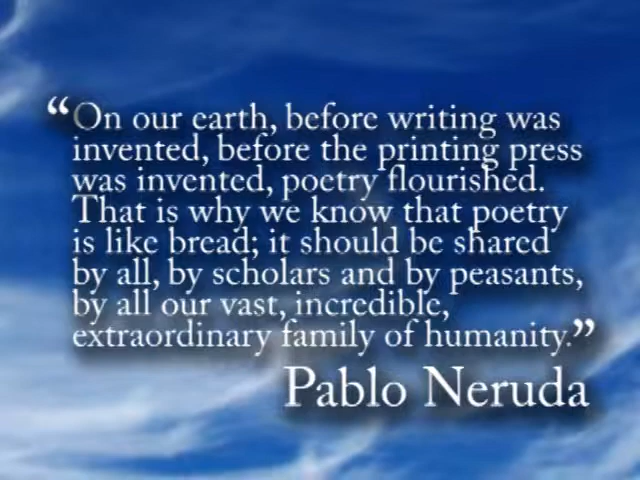 “On our earth, before writing was
invented, before the printing press
was invented, poetry flourished.
That is why we know that poetry
is like bread; it should be shared
by all, by scholars and by peasants,
by all our vast, incredible,
extraordinary family of humanity.”
Pablo Neruda